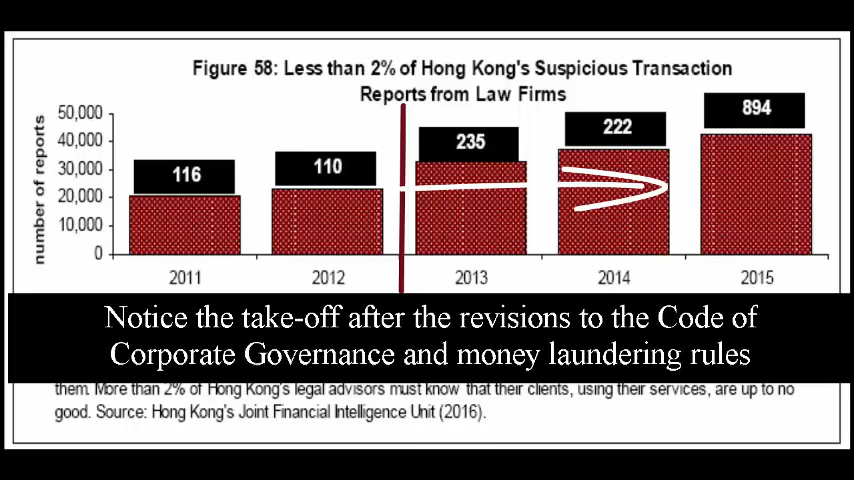 Figure 58: Less than 2% of Hong Kong's Suspicious Transaction
Reports from Law Firms
number of reports
50,000
40,000
30,000
20,000
10,000
0
116
110
235
222
894
2011
2012
2013
2014
2015
Notice the take-off after the revisions to the Code of
Corporate Governance and money laundering rules
them. More than 2% of Hong Kong's legal advisors must know that their clients, using their services, are up to no
good. Source: Hong Kong's Joint Financial Intelligence Unit (2016).